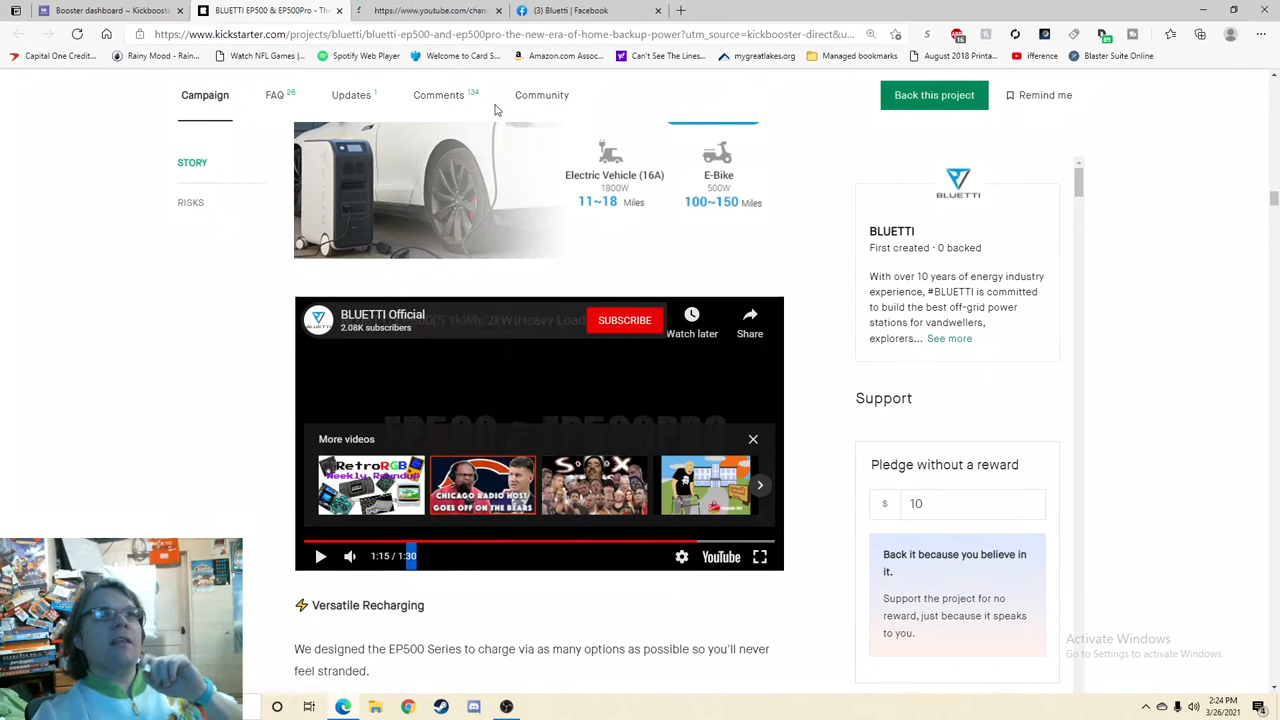 Booster dashboard ~ Kickbooste
BLUETTI EP500 & EP500Pro - The
https://www.youtube.com/chan
(3) Bluetti | Facebook
https://www.kickstarter.com/projects/bluetti/bluetti-ep500-and-ep500pro-the-new-era-of-home-backup-power?utm_source=kickbooster-direct&u...
Capital One Credit...
Rainy Mood - Rain...
Watch NFL Games |...
Spotify Web Player
Welcome to Card S...
Amazon.com Assoc...
Can't See The Lines...
mygreatlakes.org
Managed bookmarks
August 2018 Printa...
ifference
Blaster Suite Online
Campaign FAQ 26 Updates 1 Comments 134 Community
Back this project
Remind me
STORY
RISKS
Electric Vehicle (16A)
1800W
11~18 Miles
E-Bike
500W
100~150 Miles
BLUETTI Official
2.08K subscribers
SUBSCRIBE
Watch later
Share
More videos
RetroRGB
Weekly Roundup
CHICAGO RADIO HOST
GOES OFF ON THE BEARS
1:15 / 1:30
YouTube
⚡ Versatile Recharging
We designed the EP500 Series to charge via as many options as possible so you'll never
feel stranded.
BLUETTI
BLUETTI
First created · 0 backed
With over 10 years of energy industry
experience, #BLUETTI is committed
to build the best off-grid power
stations for vandwellers,
explorers... See more
Support
Pledge without a reward
$ 10
Back it because you believe in
it.
Support the project for no
reward, just because it speaks
to you.
Activate Windows
Go to Settings to activate Windows.
2:24 PM
3/26/2021